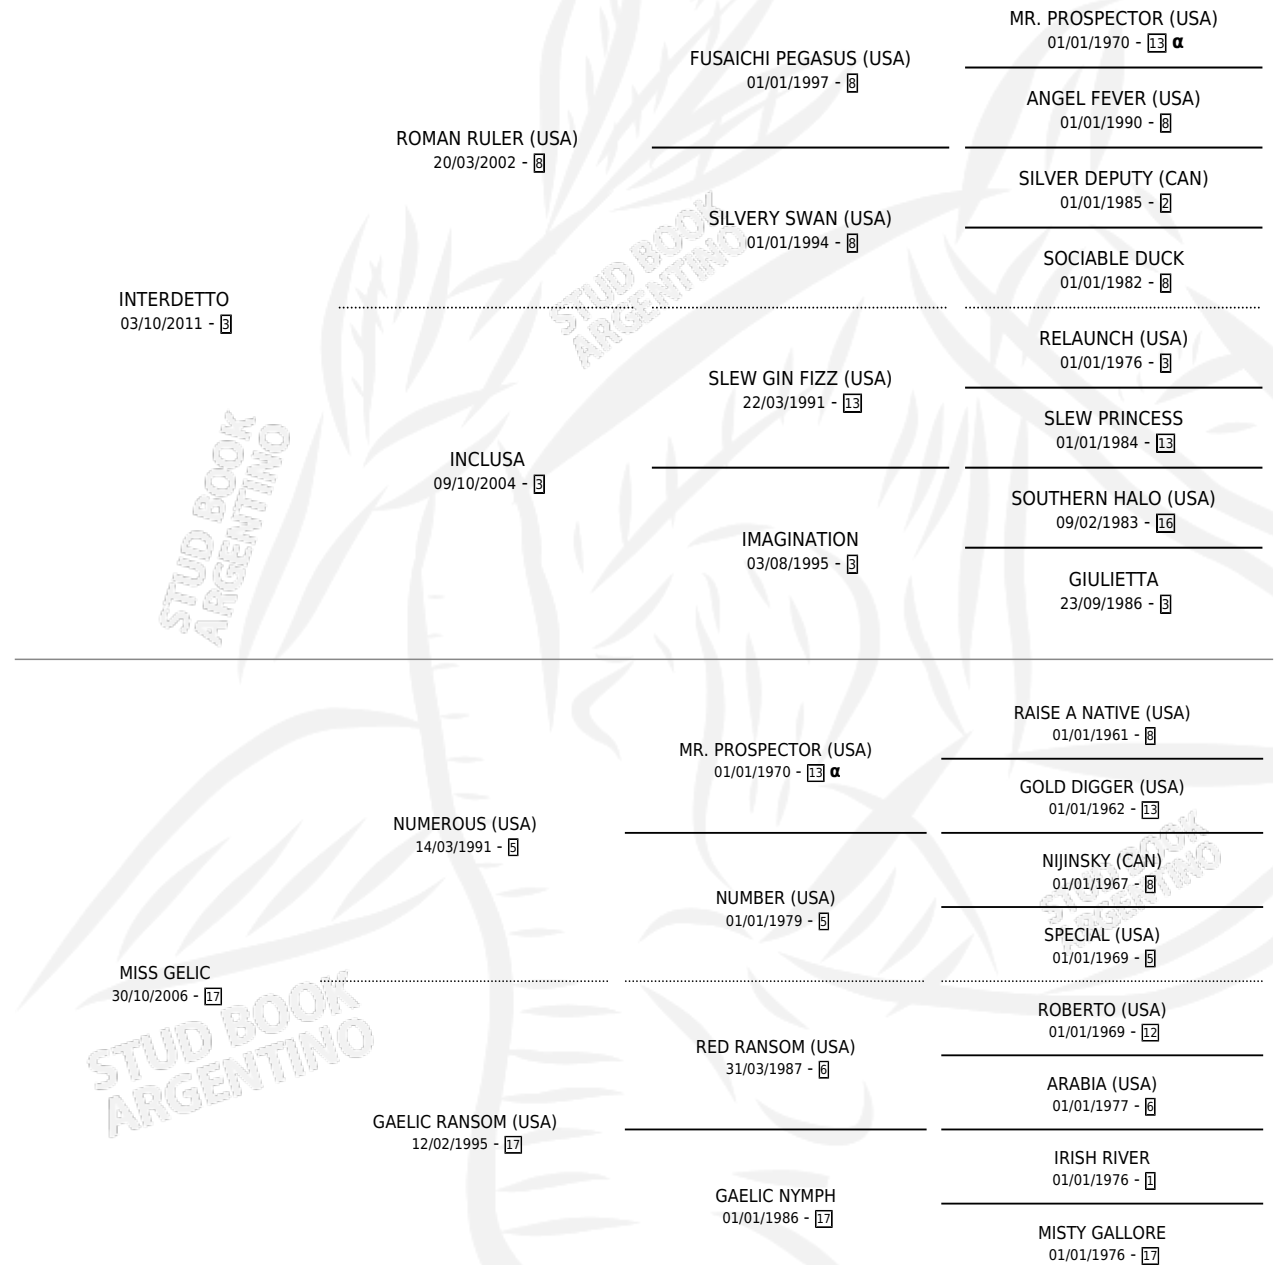 MR. PROSPECTOR (USA)
01/01/1970 - 13 α
FUSAICHI PEGASUS (USA)
01/01/1997 - 8
ANGEL FEVER (USA)
01/01/1990 - 8
ROMAN RULER (USA)
20/03/2002 - 8
SILVER DEPUTY (CAN)
01/01/1985 - 2
SILVERY SWAN (USA)
01/01/1994 - 8
SOCIABLE DUCK
01/01/1982 - 8
STUD BOOK
ARGENTINO
INTERDETTO
03/10/2011 - 3
RELAUNCH (USA)
01/01/1976 - 3
SLEW GIN FIZZ (USA)
22/03/1991 - 13
SLEW PRINCESS
01/01/1984 - 13
INCLUSA
09/10/2004 - 3
SOUTHERN HALO (USA)
09/02/1983 - 16
IMAGINATION
03/08/1995 - 3
GIULIETTA
23/09/1986 - 3
STUD BOOK
ARGENTINO
RAISE A NATIVE (USA)
01/01/1961 - 8
MR. PROSPECTOR (USA)
01/01/1970 - 13 α
GOLD DIGGER (USA)
01/01/1962 - 13
NUMEROUS (USA)
14/03/1991 - 5
NIJINSKY (CAN)
01/01/1967 - 8
NUMBER (USA)
01/01/1979 - 5
SPECIAL (USA)
01/01/1969 - 5
STUD BOOK
ARGENTINO
MISS GELIC
30/10/2006 - 17
ROBERTO (USA)
01/01/1969 - 12
RED RANSOM (USA)
31/03/1987 - 6
ARABIA (USA)
01/01/1977 - 6
STUD BOOK
ARGENTINO
GAELIC RANSOM (USA)
12/02/1995 - 17
IRISH RIVER
01/01/1976 - 1
GAELIC NYMPH
01/01/1986 - 17
MISTY GALLORE
01/01/1976 - 17